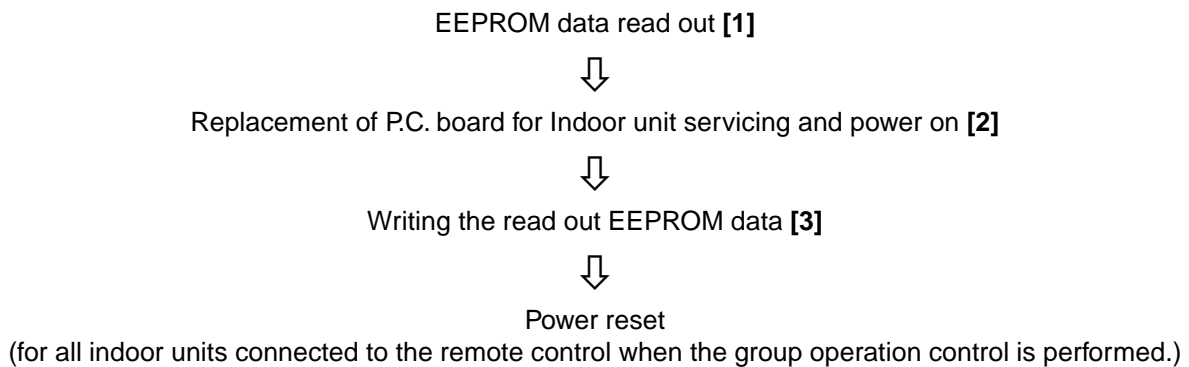 EEPROM data read out [1]
Replacement of P.C. board for Indoor unit servicing and power on [2]
Writing the read out EEPROM data [3]
Power reset
(for all indoor units connected to the remote control when the group operation control is performed.)